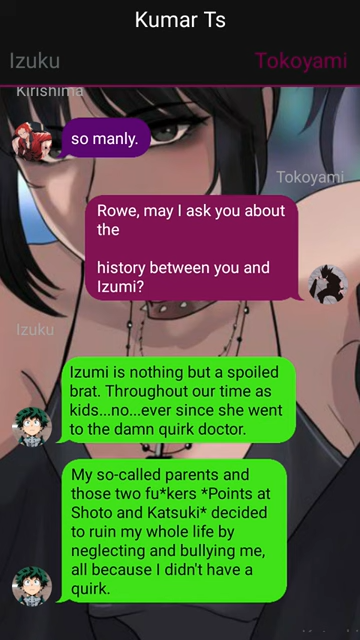 Kumar Ts
Izuku
Tokoyami
Kirishima
so manly.
Tokoyami
Rowe, may I ask you about
the
history between you and
Izumi?
Izuku
Izumi is nothing but a spoiled
brat. Throughout our time as
kids...no...ever since she went
to the damn quirk doctor.
My so-called parents and
those two fu*kers *Points at
Shoto and Katsuki* decided
to ruin my whole life by
neglecting and bullying me,
all because I didn't have a
quirk.